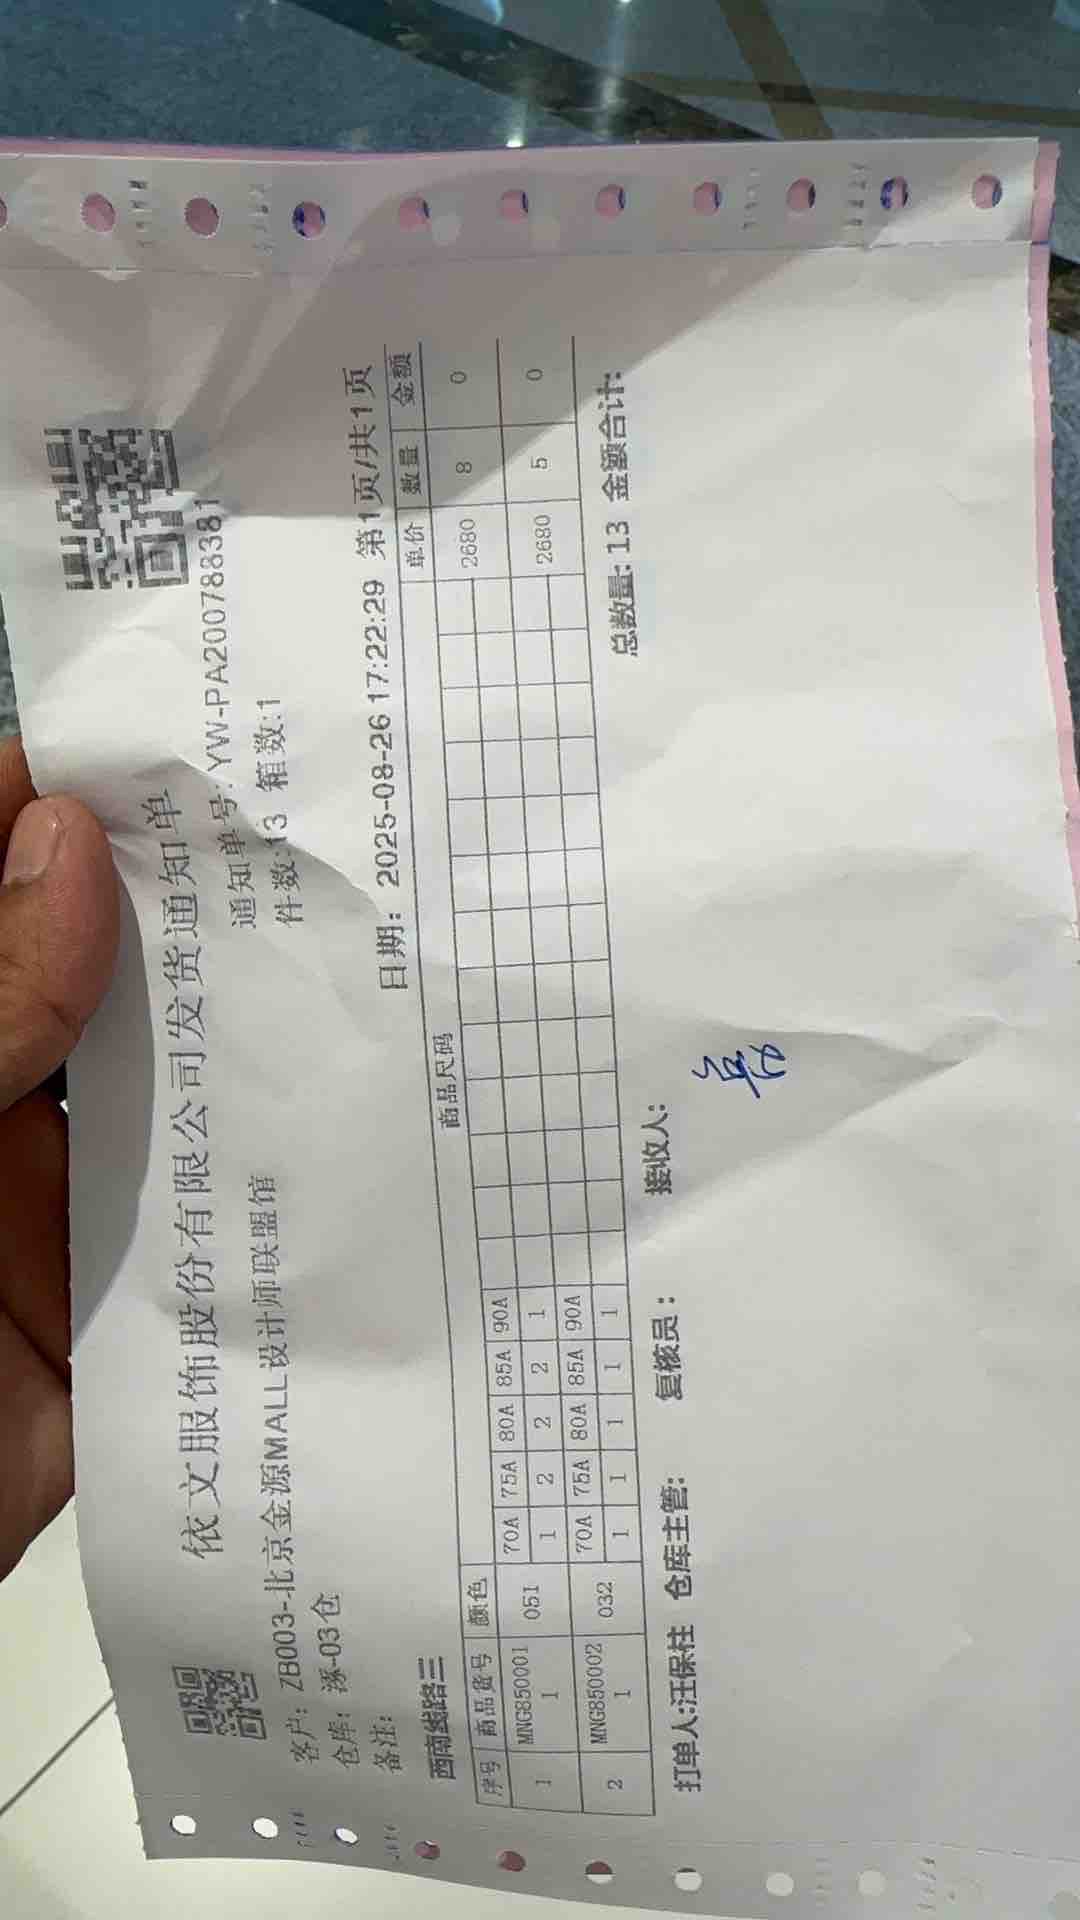 依文服饰股份有限公司发货通知单
客户: ZB003-北京金源MALL设计师联盟馆 通知单号: YW-PA200788381
仓库: 涿-03仓 件数:13 箱数:1
备注:
西南线路三 日期: 2025-08-26 17:22:29 第1页/共1页
序号 商品货号 颜色 商品尺码 单价 数量 金额
70A 75A 80A 85A 90A
1 MNG8500011 051 1 2 2 2 1 2680 8 0
70A 75A 80A 85A 90A
2 MNG8500021 032 1 1 1 1 1 2680 5 0
总数量: 13 金额合计:
打单人:汪保柱 仓库主管: 复核员: 接收人: